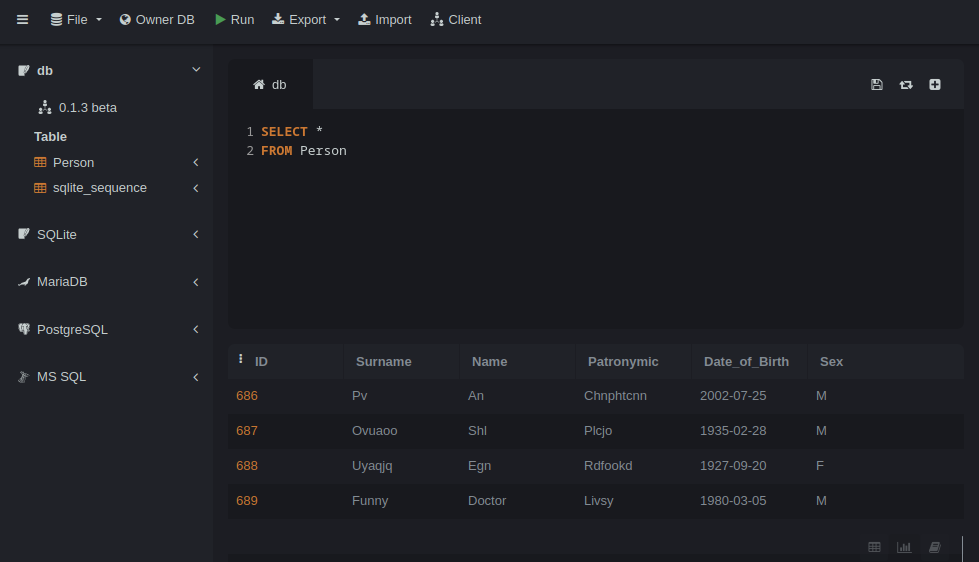 File Owner DB Run Export Import Client
db
0.1.3 beta
Table
Person
sqlite_sequence
SQLite
MariaDB
PostgreSQL
MS SQL
db
1 SELECT *
2 FROM Person
ID Surname Name Patronymic Date_of_Birth Sex
686 Pv An Chnphtcnn 2002-07-25 M
687 Ovuaoo Shl Plcjo 1935-02-28 M
688 Uyaqjq Egn Rdfookd 1927-09-20 F
689 Funny Doctor Livsy 1980-03-05 M